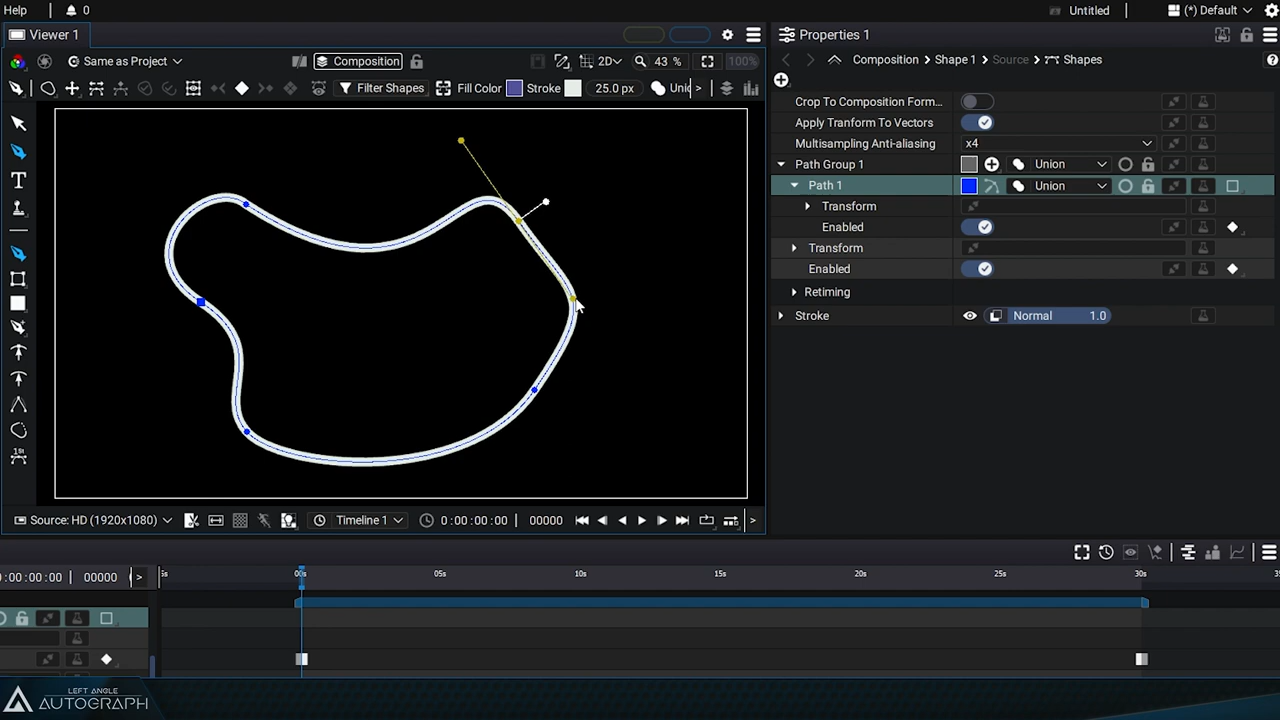 Help 0 Untitled (*) Default
Viewer 1 Properties 1
Same as Project Composition 2D 43 % 100% Composition Shape 1 Source Shapes
Filter Shapes Fill Color Stroke 25.0 px
Crop To Composition Form...
Apply Tranform To Vectors
Multisampling Anti-aliasing x4
Path Group 1 Union
Path 1 Union
Transform
Enabled
Transform
Enabled
Retiming
Stroke Normal 1.0
T
1St
Source: HD (1920x1080) Timeline 1 0:00:00:00 00000
:00:00:00 00000 5s 00s 05s 10s 15s 20s 25s 30s
LEFT ANGLE
AUTOGRAPH